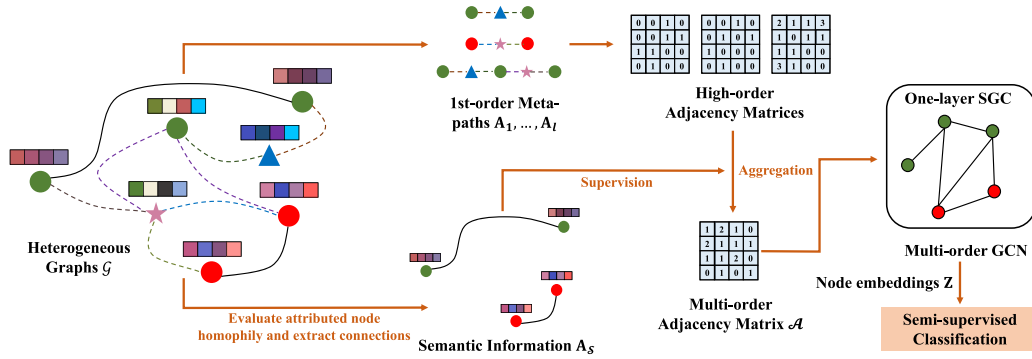 1st-order Meta-
paths A₁, ..., Aₗ
0 0 1 0
0 0 1 1
1 1 0 0
0 1 0 0
0 0 1 0
0 1 0 1
1 0 0 0
0 1 0 0
2 1 1 3
1 0 0 1
1 0 1 0
3 1 0 0
High-order
Adjacency Matrices
Supervision
Aggregation
One-layer SGC
Heterogeneous
Graphs 𝒢
1 2 1 0
2 1 1 1
1 1 2 0
0 1 0 1
Evaluate attributed node
homophily and extract connections
Semantic Information A𝒮
Multi-order
Adjacency Matrix 𝒜
Multi-order GCN
Node embeddings Z
Semi-supervised
Classification